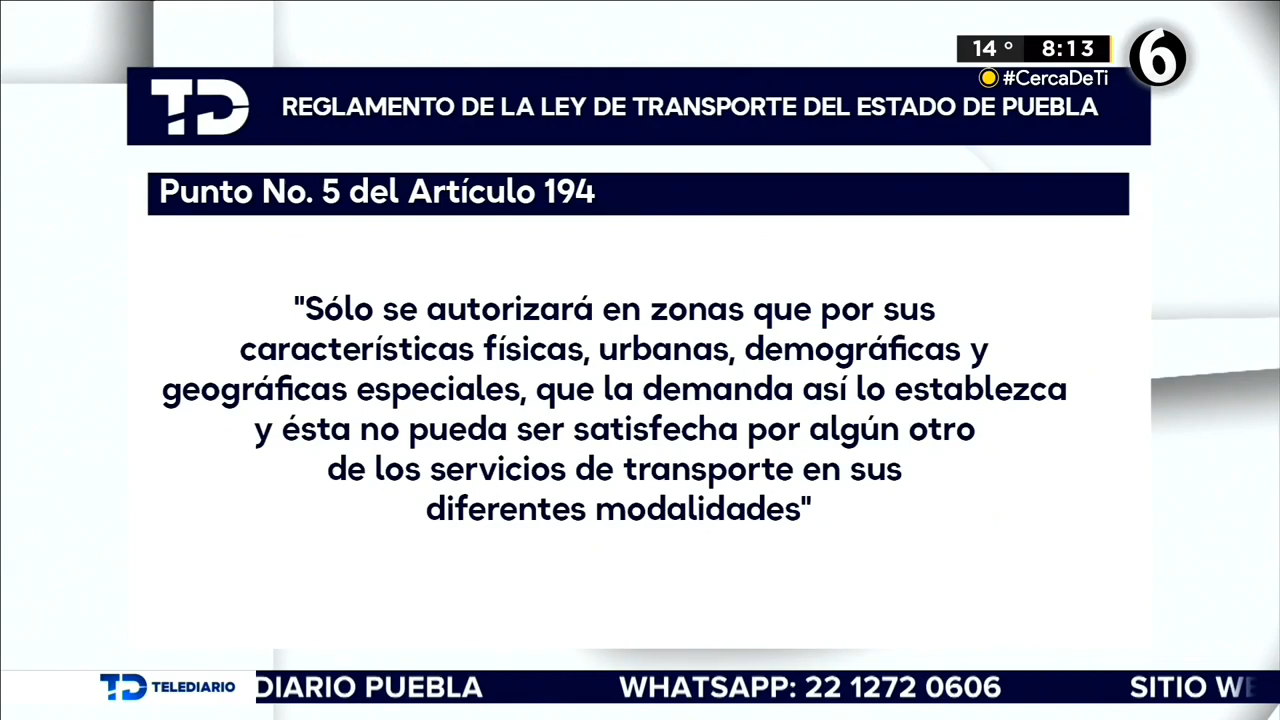 14° 8:13
6
#CercaDeTi
TD
REGLAMENTO DE LA LEY DE TRANSPORTE DEL ESTADO DE PUEBLA
Punto No. 5 del Artículo 194
"Sólo se autorizará en zonas que por sus
características físicas, urbanas, demográficas y
geográficas especiales, que la demanda así lo establezca
y ésta no pueda ser satisfecha por algún otro
de los servicios de transporte en sus
diferentes modalidades"
TD TELEDIARIO DIARIO PUEBLA WHATSAPP: 22 1272 0606 SITIO WE